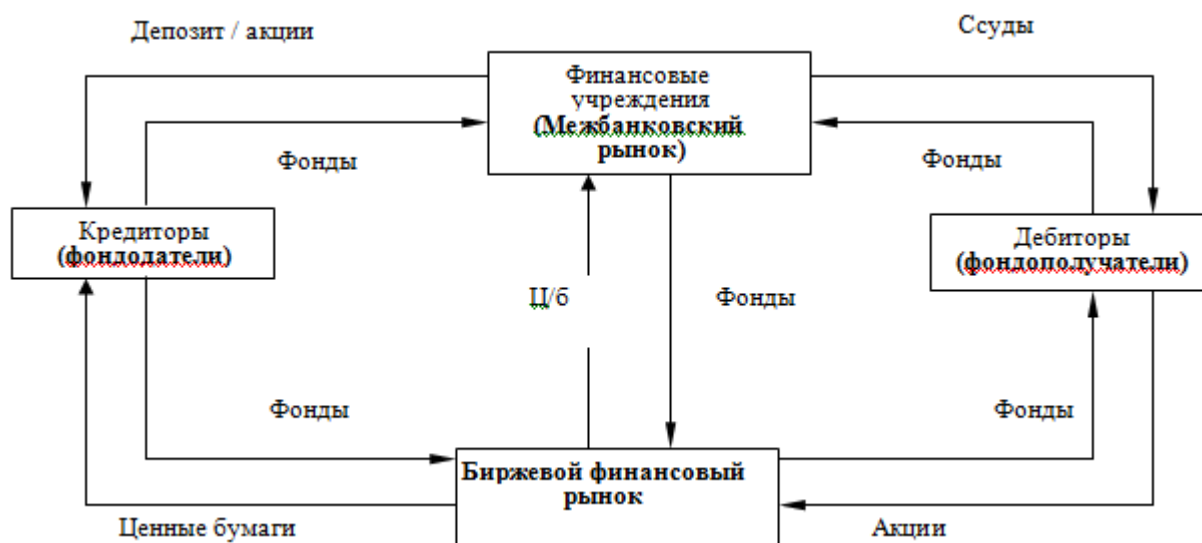 Депозит / акции
Ссуды
Финансовые
учреждения
(Межбанковский
рынок)
Фонды
Фонды
Кредиторы
(фондодатели)
Дебиторы
(фондополучатели)
Ц/б
Фонды
Фонды
Фонды
Биржевой финансовый
рынок
Ценные бумаги
Акции